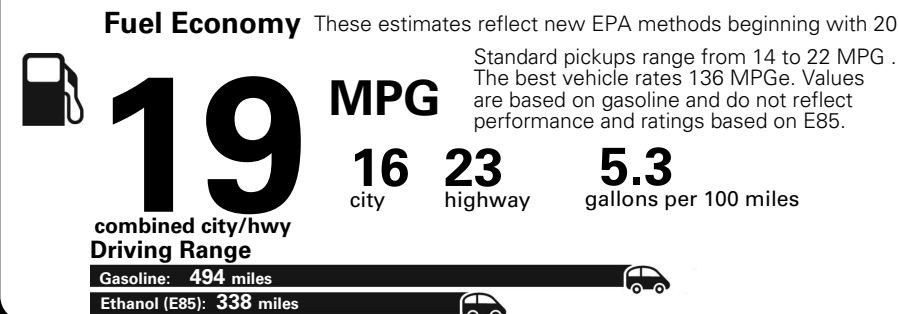 Fuel Economy These estimates reflect new EPA methods beginning with 20
Standard pickups range from 14 to 22 MPG .
The best vehicle rates 136 MPGe. Values
are based on gasoline and do not reflect
performance and ratings based on E85.
19 MPG
16 23 5.3
city highway gallons per 100 miles
combined city/hwy
Driving Range
Gasoline: 494 miles
Ethanol (E85): 338 miles